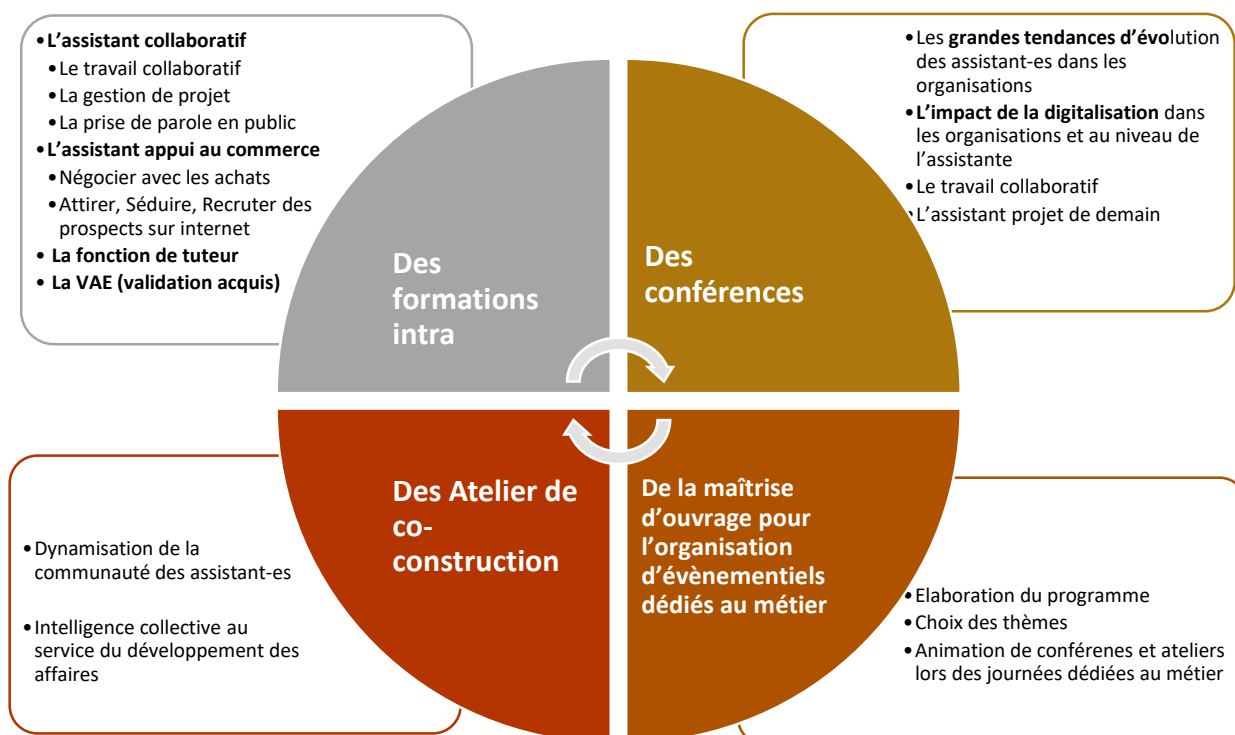 •L'assistant collaboratif
•Le travail collaboratif
•La gestion de projet
•La prise de parole en public
•L'assistant appui au commerce
•Négocier avec les achats
•Attirer, Séduire, Recruter des
prospects sur internet
• La fonction de tuteur
• La VAE (validation acquis)
Des
formations
intra
•Les grandes tendances d'évolution
des assistant-es dans les
organisations
•L'impact de la digitalisation dans
les organisations et au niveau de
l'assistante
•Le travail collaboratif
•L'assistant projet de demain
Des
conférences
•Dynamisation de la
communauté des assistant-es
•Intelligence collective au
service du développement des
affaires
Des Atelier de
co-
construction
De la maîtrise
d'ouvrage pour
l'organisation
d'évènementiels
dédiés au métier
•Elaboration du programme
•Choix des thèmes
•Animation de conférenes et ateliers
lors des journées dédiées au métier